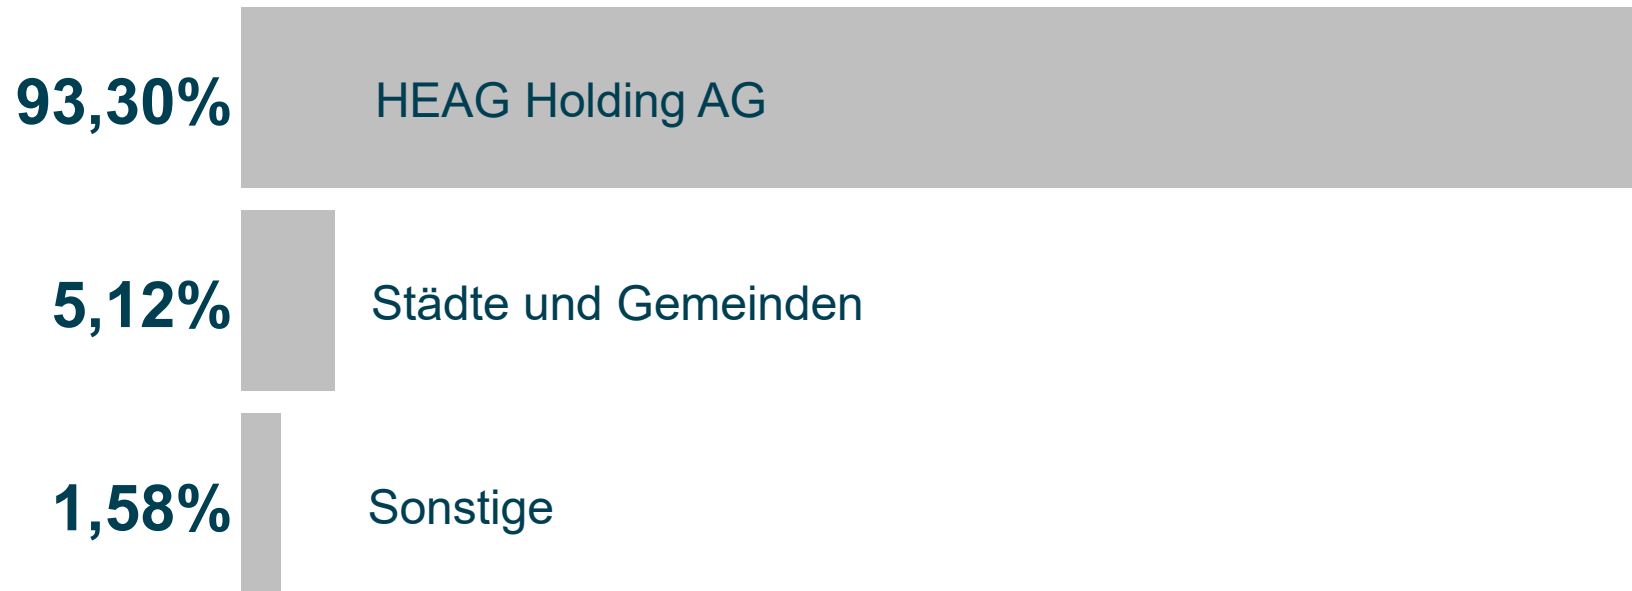 93,30% HEAG Holding AG
5,12% Städte und Gemeinden
1,58% Sonstige